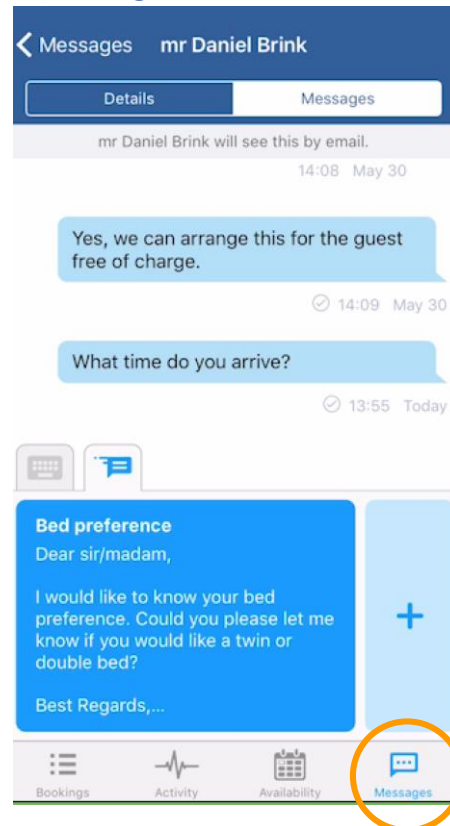 Messages mr Daniel Brink
Details Messages
mr Daniel Brink will see this by email.
14:08 May 30
Yes, we can arrange this for the guest
free of charge.
14:09 May 30
What time do you arrive?
13:55 Today
Bed preference
Dear sir/madam,
I would like to know your bed
preference. Could you please let me
know if you would like a twin or
double bed?
Best Regards,...
+
Bookings Activity Availability Messages